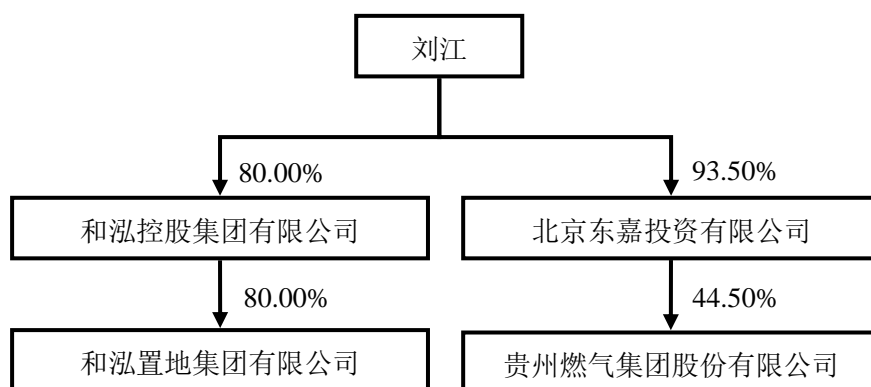 刘江
80.00%
93.50%
和泓控股集团有限公司
北京东嘉投资有限公司
80.00%
44.50%
和泓置地集团有限公司
贵州燃气集团股份有限公司